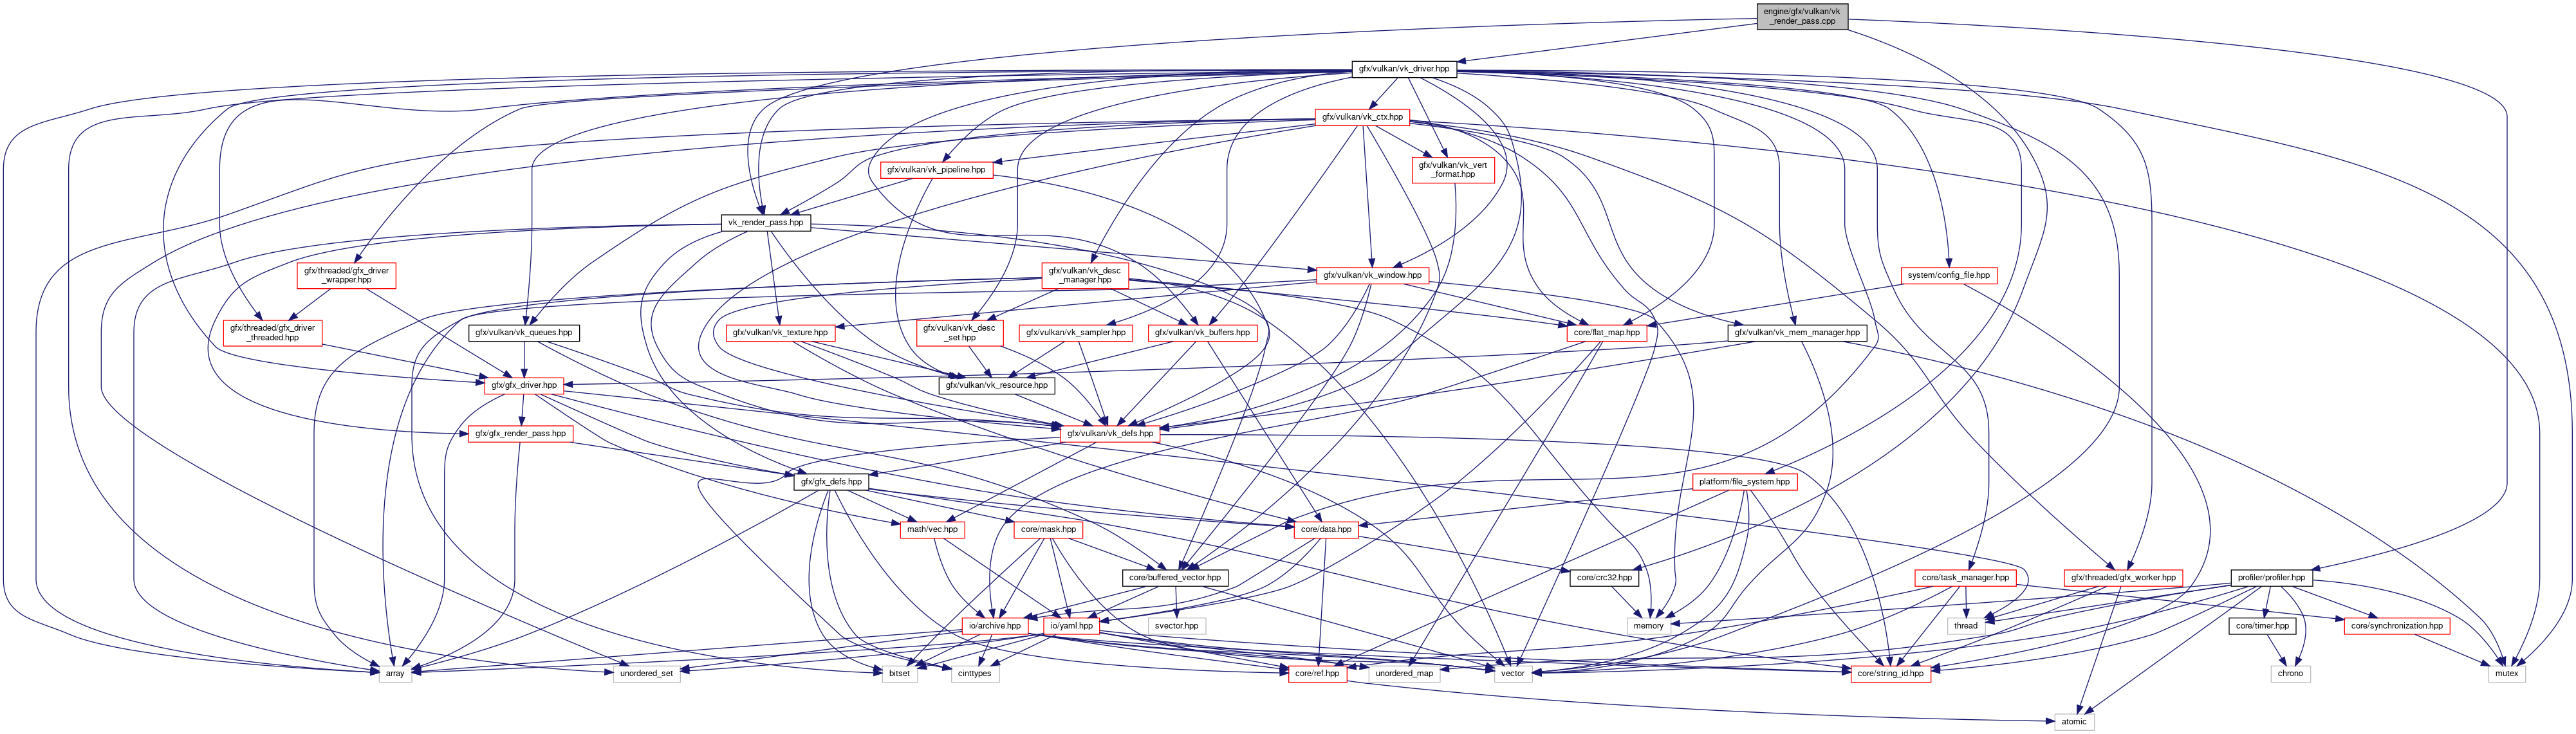 engine/gfx/vulkan/vk
_render_pass.cpp
gfx/vulkan/vk_driver.hpp
gfx/vulkan/vk_ctx.hpp
gfx/vulkan/vk_pipeline.hpp
gfx/vulkan/vk_vert
_format.hpp
vk_render_pass.hpp
gfx/threaded/gfx_driver
_wrapper.hpp
gfx/vulkan/vk_desc
_manager.hpp
gfx/vulkan/vk_window.hpp
system/config_file.hpp
gfx/threaded/gfx_driver
_threaded.hpp
gfx/vulkan/vk_queues.hpp
gfx/vulkan/vk_texture.hpp
gfx/vulkan/vk_desc
_set.hpp
gfx/vulkan/vk_sampler.hpp
gfx/vulkan/vk_buffers.hpp
core/flat_map.hpp
gfx/vulkan/vk_mem_manager.hpp
gfx/gfx_driver.hpp
gfx/vulkan/vk_resource.hpp
gfx/gfx_render_pass.hpp
gfx/vulkan/vk_defs.hpp
gfx/gfx_defs.hpp
platform/file_system.hpp
math/vec.hpp
core/mask.hpp
core/data.hpp
core/buffered_vector.hpp
core/crc32.hpp
core/task_manager.hpp
gfx/threaded/gfx_worker.hpp
profiler/profiler.hpp
io/archive.hpp
io/yaml.hpp
svector.hpp
memory
thread
core/timer.hpp
core/synchronization.hpp
array
unordered_set
bitset
cinttypes
core/ref.hpp
unordered_map
vector
core/string_id.hpp
chrono
mutex
atomic